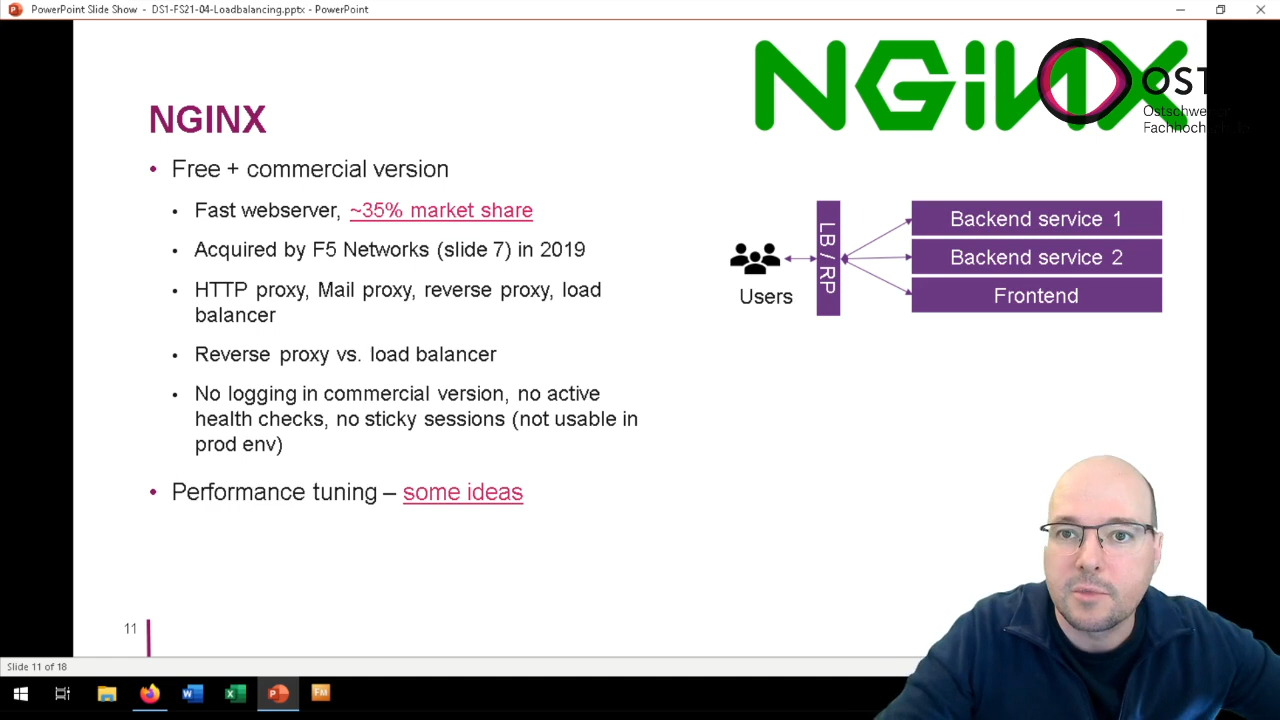 PowerPoint Slide Show - DS1-FS21-04-Loadbalancing.pptx - PowerPoint
NGINX
OST
Fachhoch
NGINX
• Free + commercial version
• Fast webserver, ~35% market share
• Acquired by F5 Networks (slide 7) in 2019
• HTTP proxy, Mail proxy, reverse proxy, load
balancer
• Reverse proxy vs. load balancer
• No logging in commercial version, no active
health checks, no sticky sessions (not usable in
prod env)
• Performance tuning – some ideas
Users
LB / RP
Backend service 1
Backend service 2
Frontend
11
Slide 11 of 18
FM